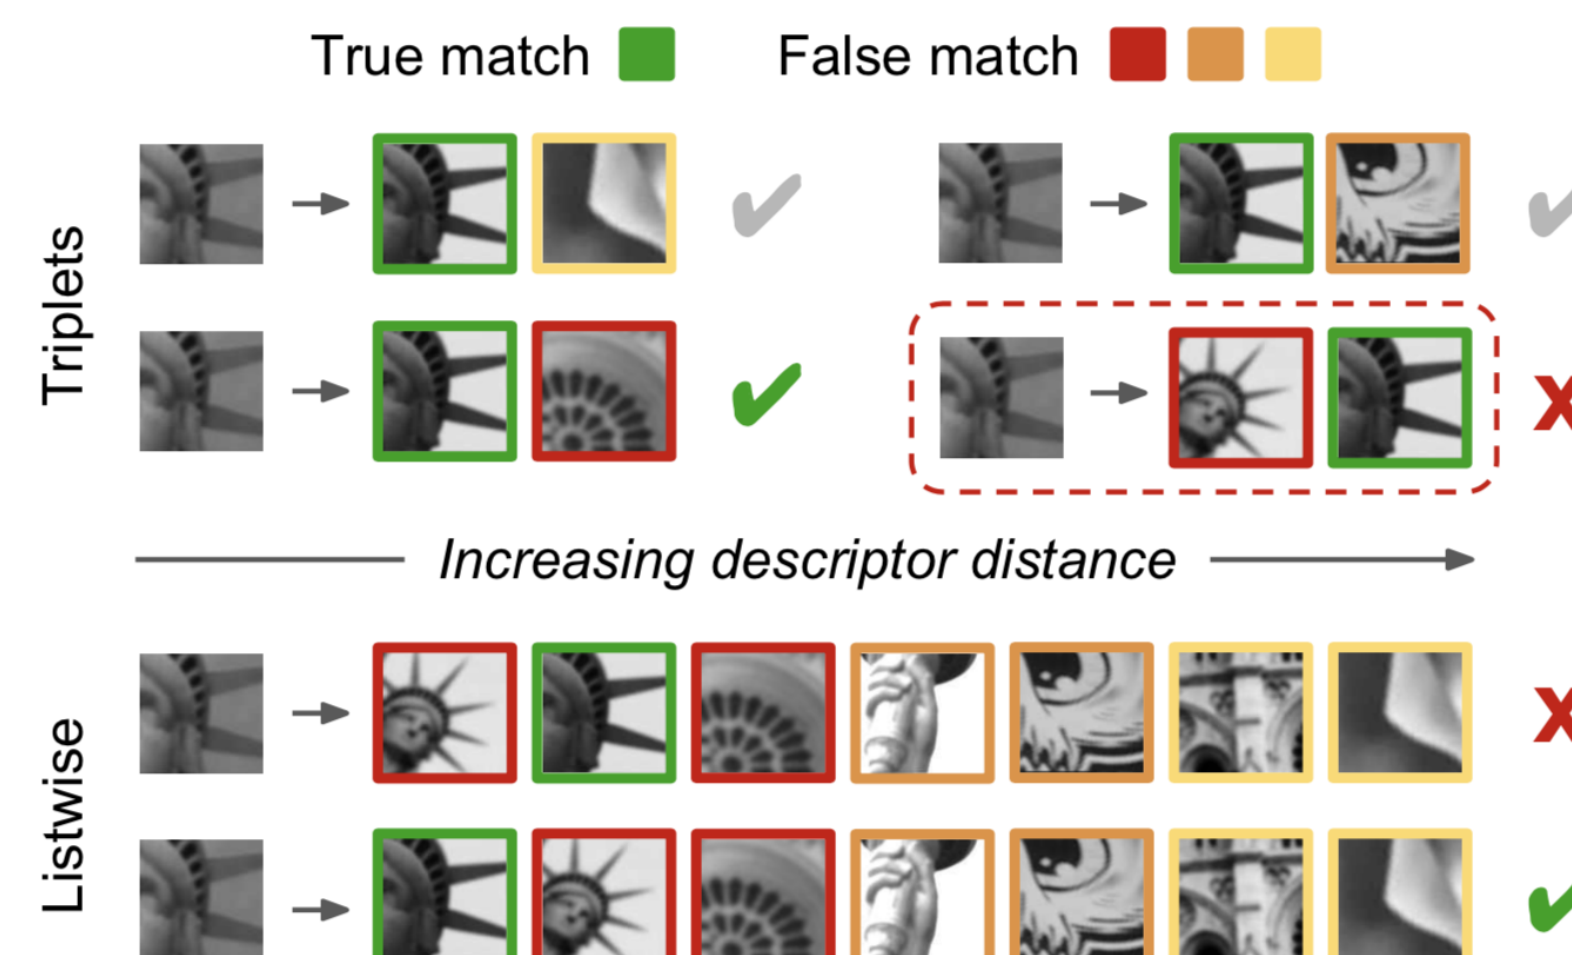 True match
False match
Triplets
Increasing descriptor distance
Listwise